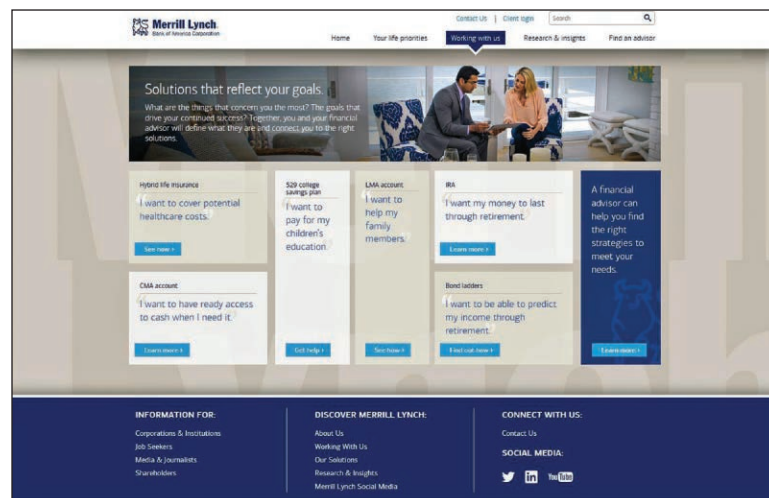 Contact Us | Client login Search
Merrill Lynch
Bank of America Corporation
Home Your life priorities Working with us Research & insights Find an advisor
Solutions that reflect your goals.
What are the things that concern you the most? The goals that
drive your continued success? Together, you and your financial
advisor will define what they are and connect you to the right
solutions.
Hybrid life insurance
I want to cover potential
healthcare costs.
See how ›
CMA account
I want to have ready access
to cash when I need it.
Learn more ›
529 college
savings plan
I want to
pay for my
children's
education.
Get help ›
LMA account
I want to
help my
family
members.
See how ›
IRA
I want my money to last
through retirement.
Learn more ›
Bond ladders
I want to be able to predict
my income through
retirement.
Find out how ›
A financial
advisor can
help you find
the right
strategies to
meet your
needs.
Learn more ›
INFORMATION FOR:
Corporations & Institutions
Job Seekers
Media & Journalists
Shareholders
DISCOVER MERRILL LYNCH:
About Us
Working With Us
Our Solutions
Research & Insights
Merrill Lynch Social Media
CONNECT WITH US:
Contact Us
SOCIAL MEDIA:
in YouTube